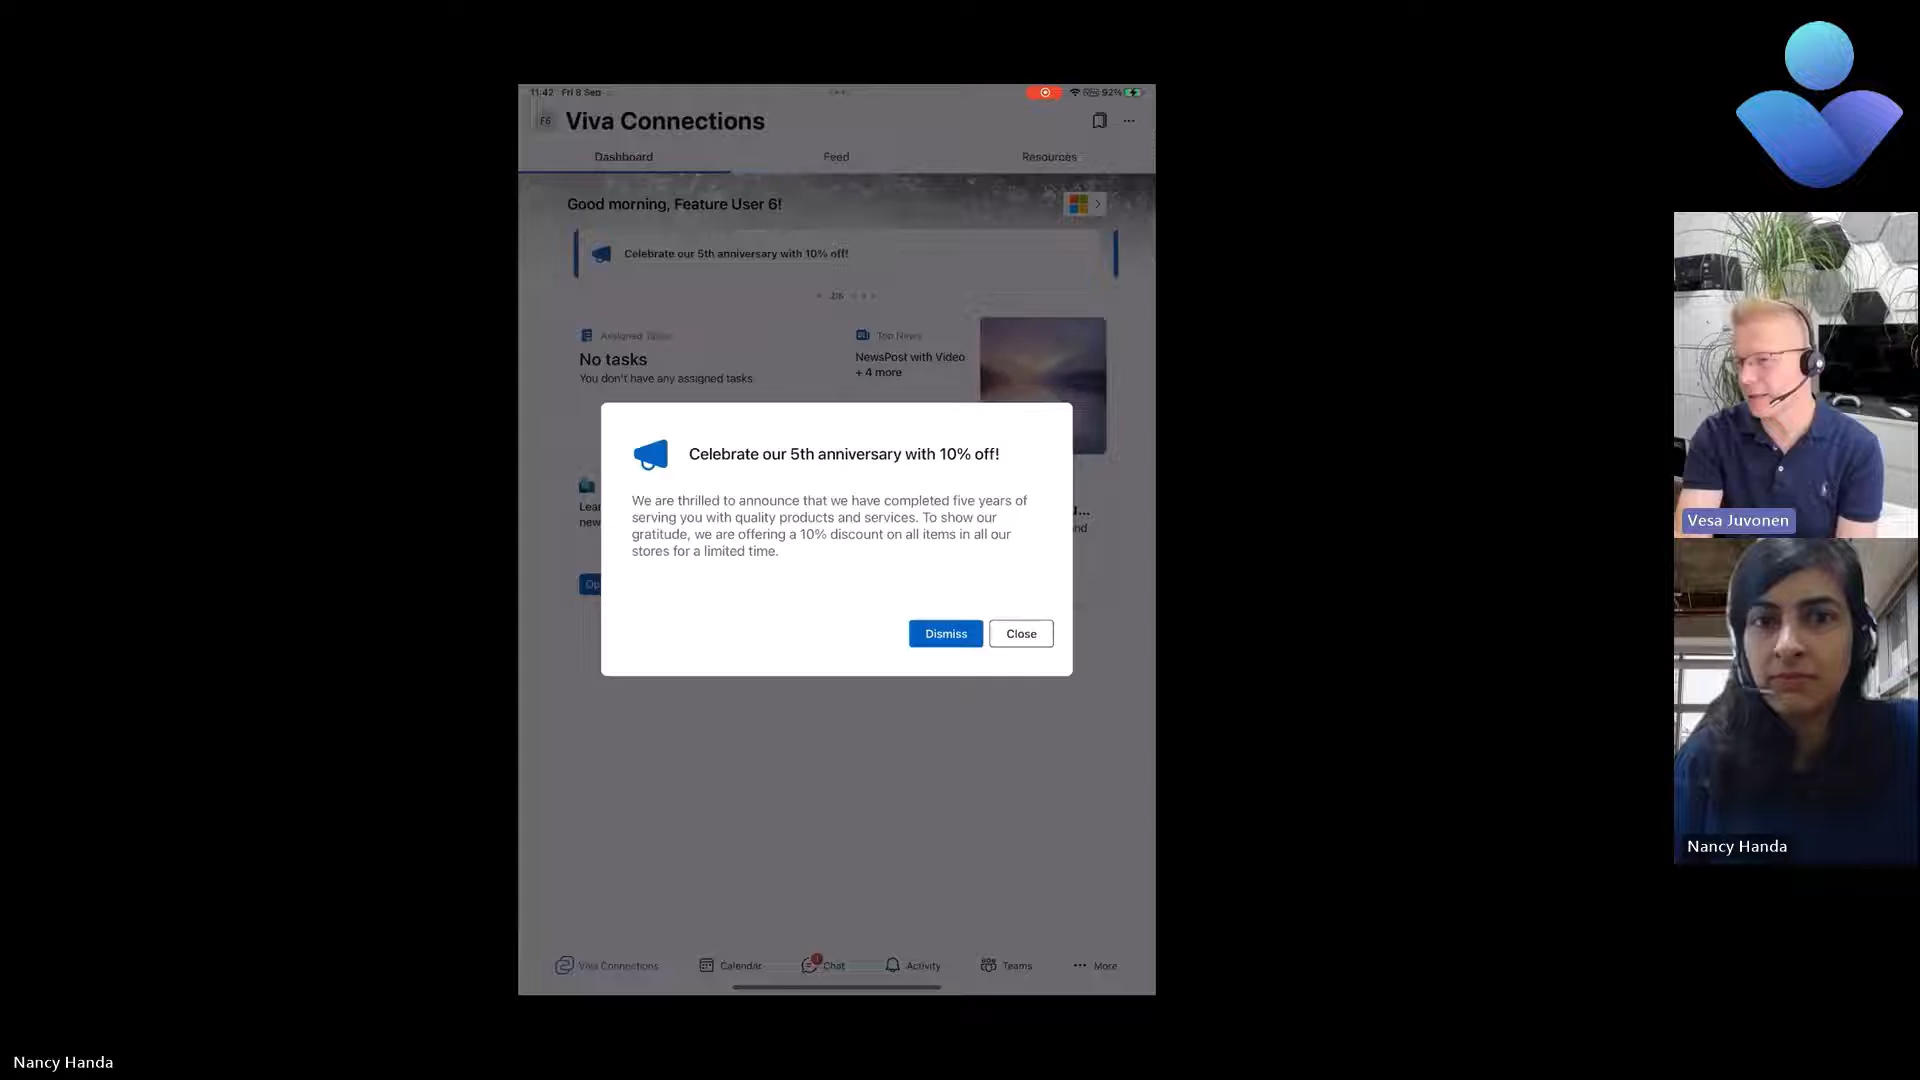 11:42 Fri 8 Sep
92%
F6 Viva Connections
Dashboard Feed Resources
Good morning, Feature User 6!
Celebrate our 5th anniversary with 10% off!
Assigned Tasks
No tasks
You don't have any assigned tasks
Top News
NewsPost with Video
+ 4 more
Celebrate our 5th anniversary with 10% off!
We are thrilled to announce that we have completed five years of
serving you with quality products and services. To show our
gratitude, we are offering a 10% discount on all items in all our
stores for a limited time.
Dismiss Close
Viva Connections Calendar Chat Activity Teams More
Vesa Juvonen
Nancy Handa
Nancy Handa